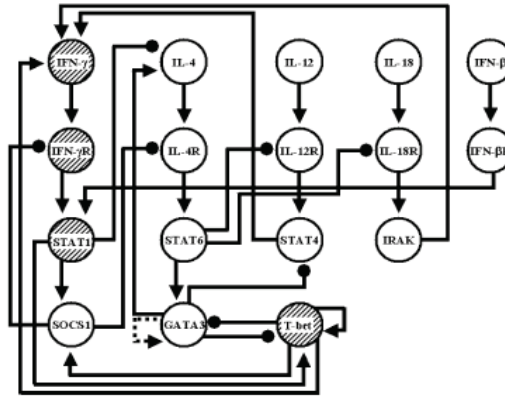 IFN-γ IL-4 IL-12 IL-18 IFN-β
IFN-γR IL-4R IL-12R IL-18R IFN-βR
STAT1 STAT6 STAT4 IRAK
SOCS1 GATA3 T-bet